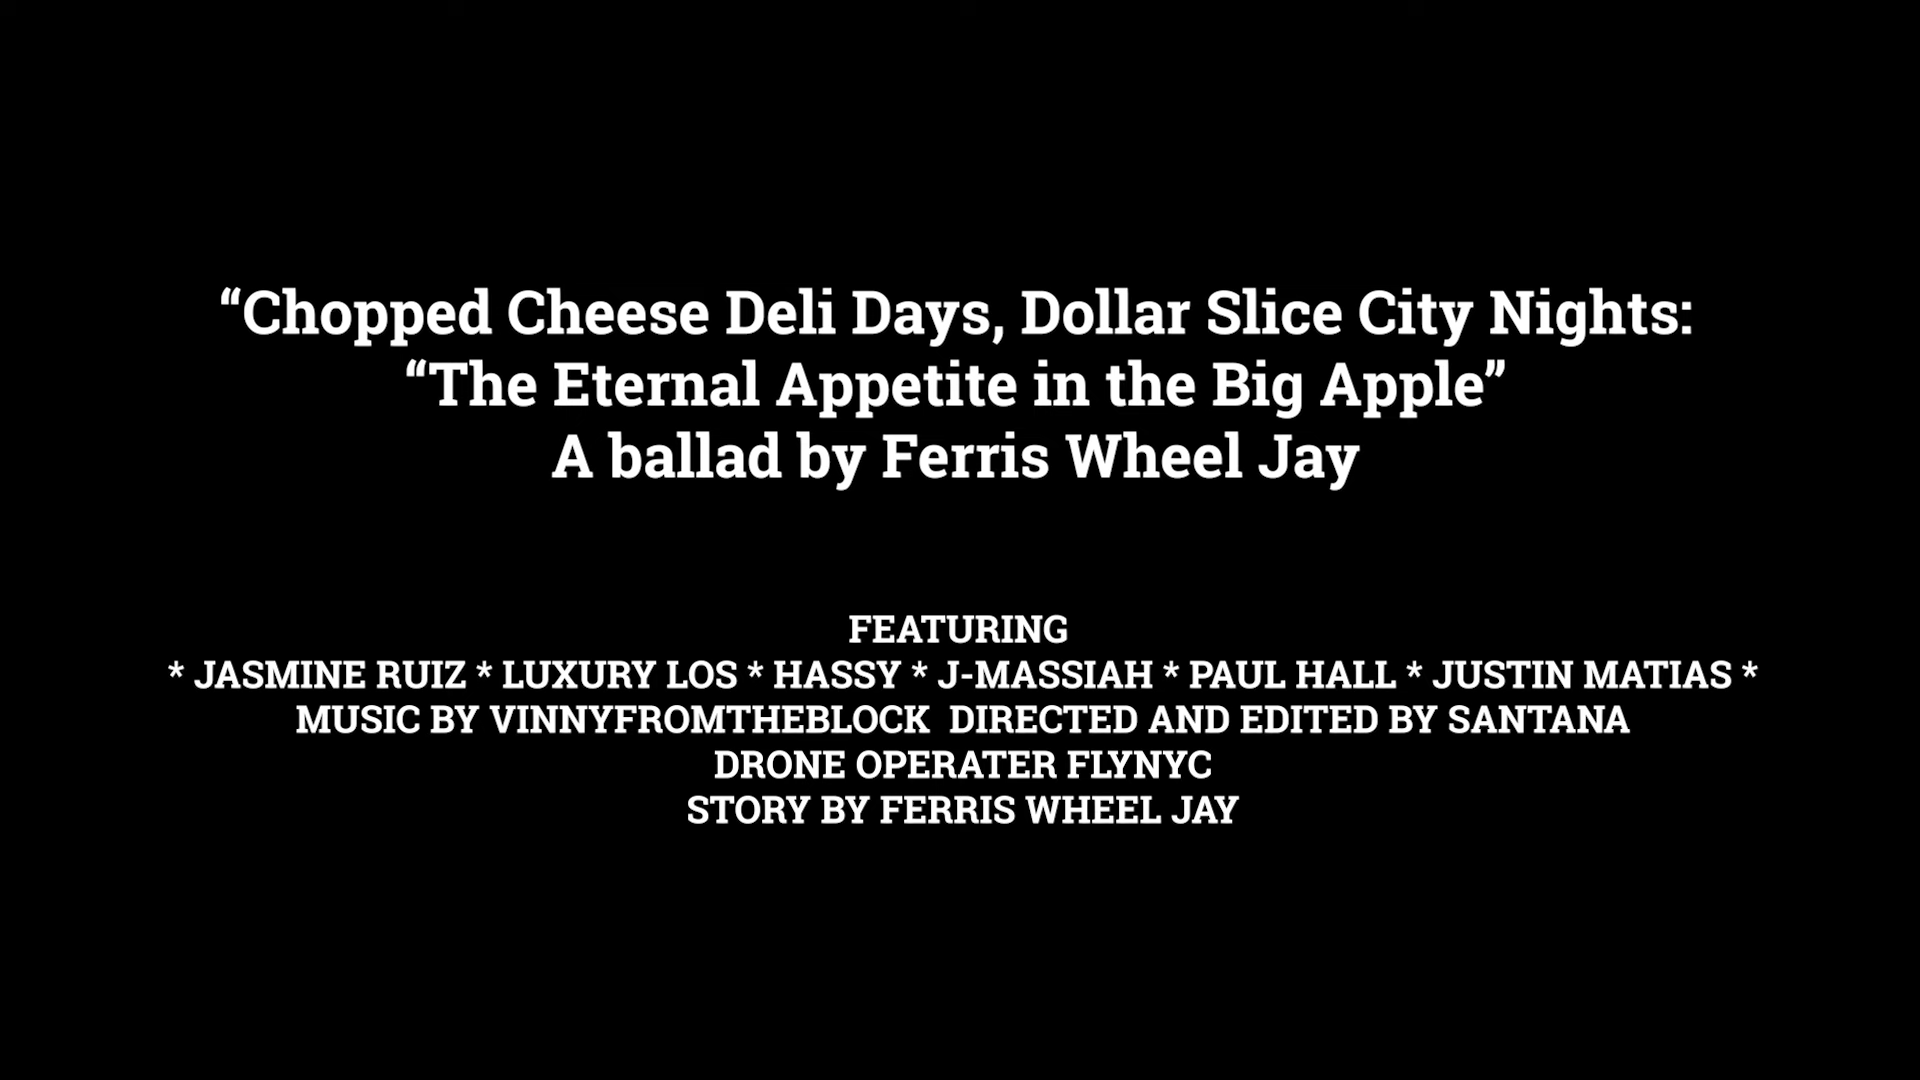 “Chopped Cheese Deli Days, Dollar Slice City Nights:
“The Eternal Appetite in the Big Apple”
A ballad by Ferris Wheel Jay
FEATURING
* JASMINE RUIZ * LUXURY LOS * HASSY * J-MASSIAH * PAUL HALL * JUSTIN MATIAS *
MUSIC BY VINNYFROMTHEBLOCK  DIRECTED AND EDITED BY SANTANA
DRONE OPERATER FLYNYC
STORY BY FERRIS WHEEL JAY